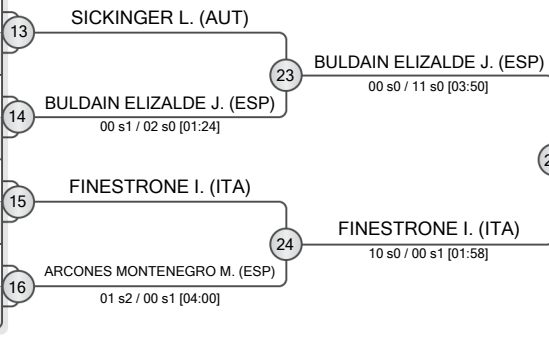 13
SICKINGER L. (AUT)
23
BULDAIN ELIZALDE J. (ESP)
00 s0 / 11 s0 [03:50]
14
BULDAIN ELIZALDE J. (ESP)
00 s1 / 02 s0 [01:24]
15
FINESTRONE I. (ITA)
24
FINESTRONE I. (ITA)
10 s0 / 00 s1 [01:58]
16
ARCONES MONTENEGRO M. (ESP)
01 s2 / 00 s1 [04:00]